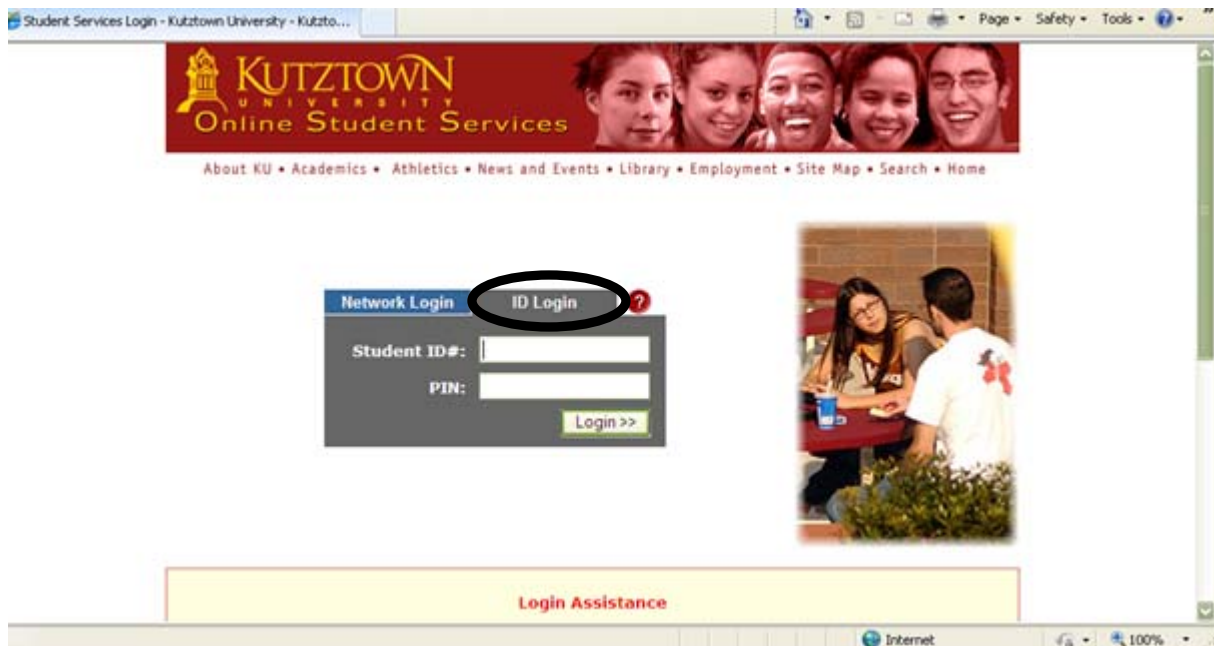 Student Services Login - Kutztown University - Kutzto...
Page Safety Tools
KUTZTOWN
UNIVERSITY
Online Student Services
About KU • Academics • Athletics • News and Events • Library • Employment • Site Map • Search • Home
Network Login ID Login ?
Student ID#:
PIN:
Login >>
Login Assistance
Internet 100%